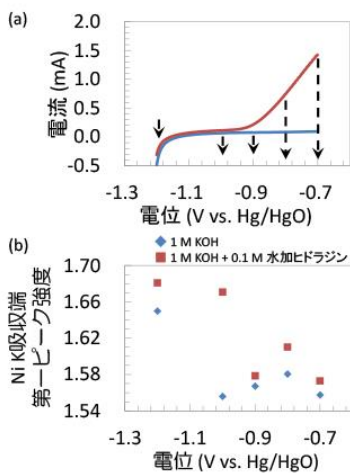 (a)
電流 (mA)
2.0
1.5
1.0
0.5
0.0
-0.5
-1.3 -1.1 -0.9 -0.7
電位 (V vs. Hg/HgO)
(b)
1 M KOH
1 M KOH + 0.1 M 水加ヒドラジン
Ni K吸収端
第一ピーク強度
1.70
1.66
1.62
1.58
1.54
-1.3 -1.1 -0.9 -0.7
電位 (V vs. Hg/HgO)